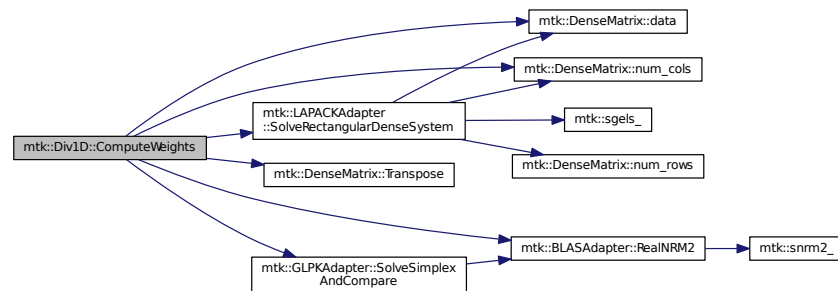 mtk::DenseMatrix::data
mtk::DenseMatrix::num_cols
mtk::LAPACKAdapter
::SolveRectangularDenseSystem
mtk::sgels_
mtk::Div1D::ComputeWeights
mtk::DenseMatrix::num_rows
mtk::DenseMatrix::Transpose
mtk::BLASAdapter::RealNRM2
mtk::snrm2_
mtk::GLPKAdapter::SolveSimplex
AndCompare